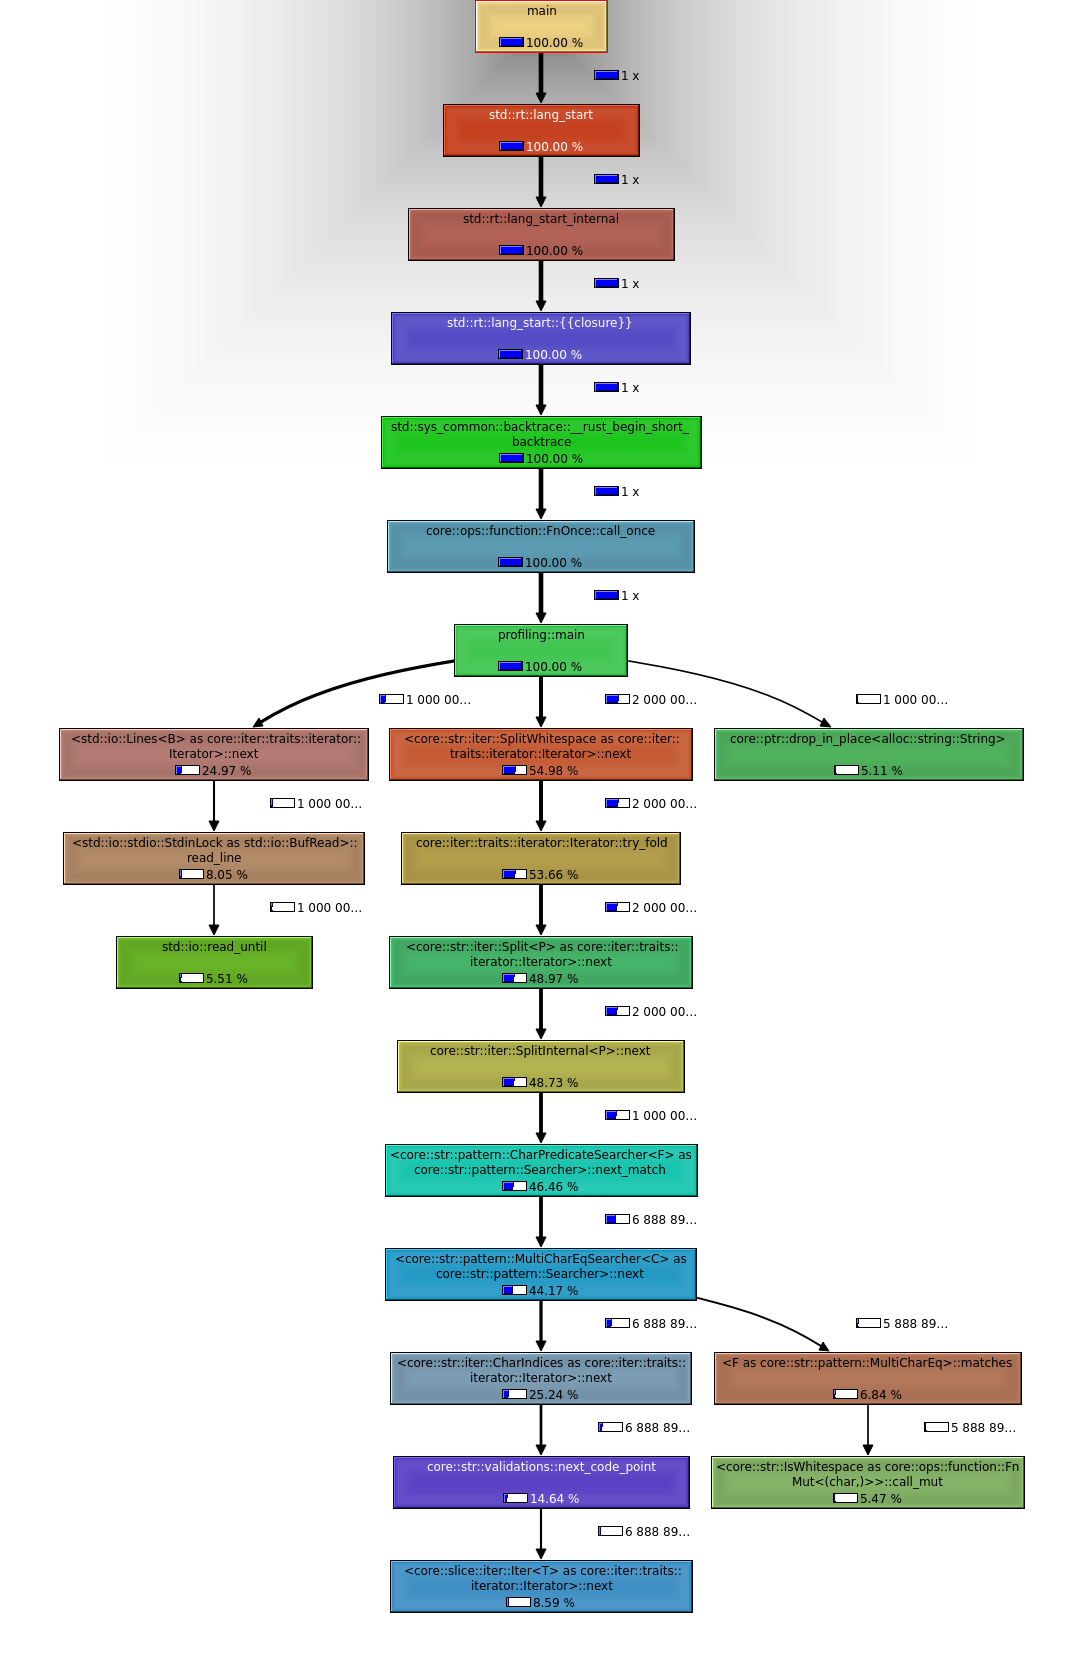 main
100.00 %
1 x
std::rt::lang_start
100.00 %
1 x
std::rt::lang_start_internal
100.00 %
1 x
std::rt::lang_start::{{closure}}
100.00 %
1 x
std::sys_common::backtrace::__rust_begin_short_
backtrace
100.00 %
1 x
core::ops::function::FnOnce::call_once
100.00 %
1 x
profiling::main
100.00 %
1 000 00...
2 000 00...
1 000 00...
<std::io::Lines<B> as core::iter::traits::iterator::
Iterator>::next
24.97 %
<core::str::iter::SplitWhitespace as core::iter::
traits::iterator::Iterator>::next
54.98 %
core::ptr::drop_in_place<alloc::string::String>
5.11 %
1 000 00...
2 000 00...
<std::io::stdio::StdinLock as std::io::BufRead>::
read_line
8.05 %
core::iter::traits::iterator::Iterator::try_fold
53.66 %
1 000 00...
2 000 00...
std::io::read_until
5.51 %
<core::str::iter::Split<P> as core::iter::traits::
iterator::Iterator>::next
48.97 %
2 000 00...
core::str::iter::SplitInternal<P>::next
48.73 %
1 000 00...
<core::str::pattern::CharPredicateSearcher<F> as
core::str::pattern::Searcher>::next_match
46.46 %
6 888 89...
<core::str::pattern::MultiCharEqSearcher<C> as
core::str::pattern::Searcher>::next
44.17 %
6 888 89...
5 888 89...
<core::str::iter::CharIndices as core::iter::traits::
iterator::Iterator>::next
25.24 %
<F as core::str::pattern::MultiCharEq>::matches
6.84 %
6 888 89...
5 888 89...
core::str::validations::next_code_point
14.64 %
<core::str::IsWhitespace as core::ops::function::Fn
Mut<(char,)>>::call_mut
5.47 %
6 888 89...
<core::slice::iter::Iter<T> as core::iter::traits::
iterator::Iterator>::next
8.59 %